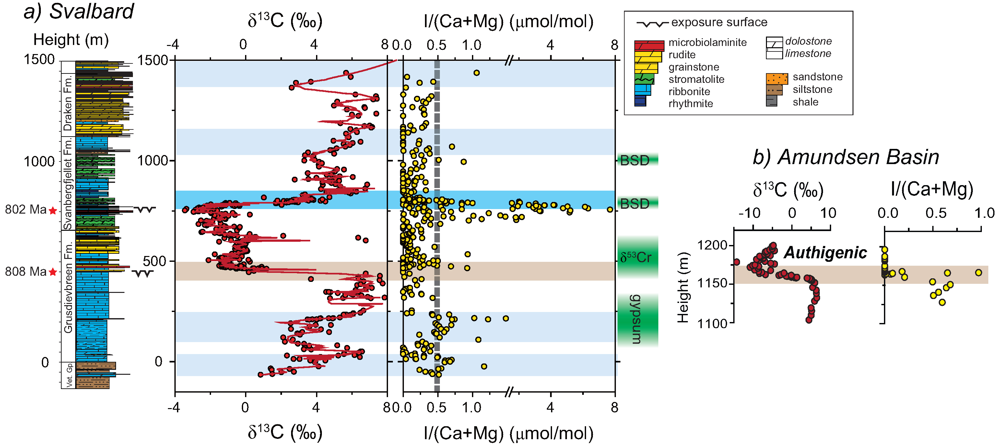 a) Svalbard
δ13C (‰)
I/(Ca+Mg) (μmol/mol)
Height (m)
-4 0 4 8
0.0 0.5 1.0 4 8
1500
1000
0
1500
1000
500
0
Draken Fm.
Svanbergfjellet Fm.
Grusdievbreen Fm.
Vet. Gp.
802 Ma
808 Ma
BSD
BSD
δ53Cr
gypsum
-4 0 4 8
0.0 0.5 1.0 4 8
δ13C (‰)
I/(Ca+Mg) (μmol/mol)
exposure surface
microbiolaminite
rudite
grainstone
stromatolite
ribbonite
rhythmite
dolostone
limestone
sandstone
siltstone
shale
b) Amundsen Basin
δ13C (‰)
I/(Ca+Mg)
-10 0 10
0.0 0.5 1.0
Height (m)
1200
1150
1100
Authigenic